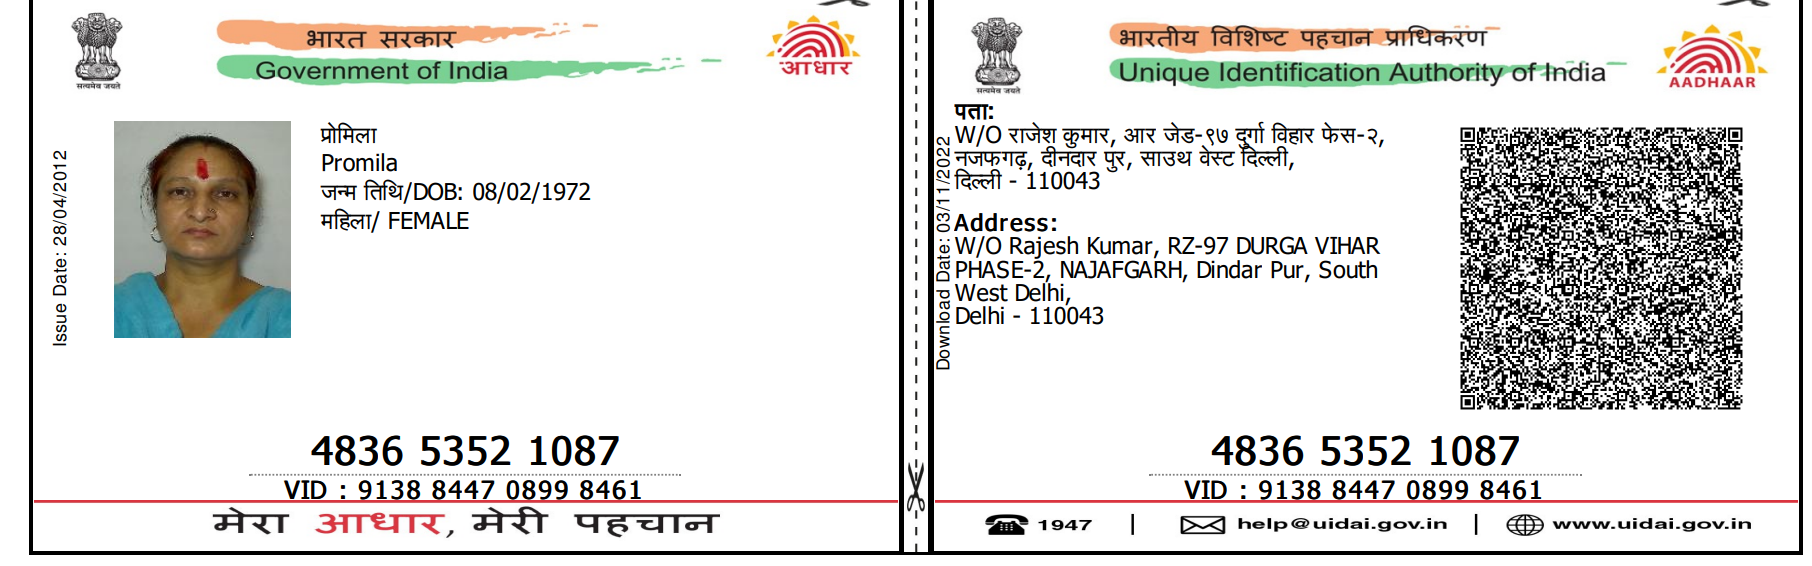 भारत सरकार
Government of India
आधार
सत्यमेव जयते
Issue Date: 28/04/2012
प्रोमिला
Promila
जन्म तिथि/DOB: 08/02/1972
महिला/ FEMALE
4836 5352 1087
VID : 9138 8447 0899 8461
मेरा आधार, मेरी पहचान
भारतीय विशिष्ट पहचान प्राधिकरण
Unique Identification Authority of India
AADHAAR
सत्यमेव जयते
Download Date: 03/11/2022
पता:
W/O राजेश कुमार, आर जेड-९७ दुर्गा विहार फेस-२,
नजफगढ़, दीनदार पुर, साउथ वेस्ट दिल्ली,
दिल्ली - 110043
Address:
W/O Rajesh Kumar, RZ-97 DURGA VIHAR
PHASE-2, NAJAFGARH, Dindar Pur, South
West Delhi,
Delhi - 110043
4836 5352 1087
VID : 9138 8447 0899 8461
1947 | help@uidai.gov.in | www.uidai.gov.in